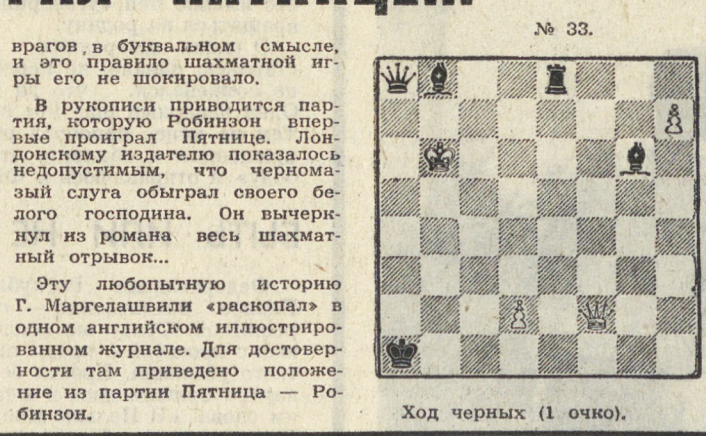 врагов, в буквальном смысле,
и это правило шахматной иг-
ры его не шокировало.
В рукописи приводится пар-
тия, которую Робинзон впер-
вые проиграл Пятнице. Лон-
донскому издателю показалось
недопустимым, что чернома-
зый слуга обыграл своего бе-
лого господина. Он вычерк-
нул из романа весь шахмат-
ный отрывок...
Эту любопытную историю
Г. Маргелашвили «раскопал» в
одном английском иллюстриро-
ванном журнале. Для достовер-
ности там приведено положе-
ние из партии Пятница — Ро-
бинзон.
№ 33.
Ход черных (1 очко).